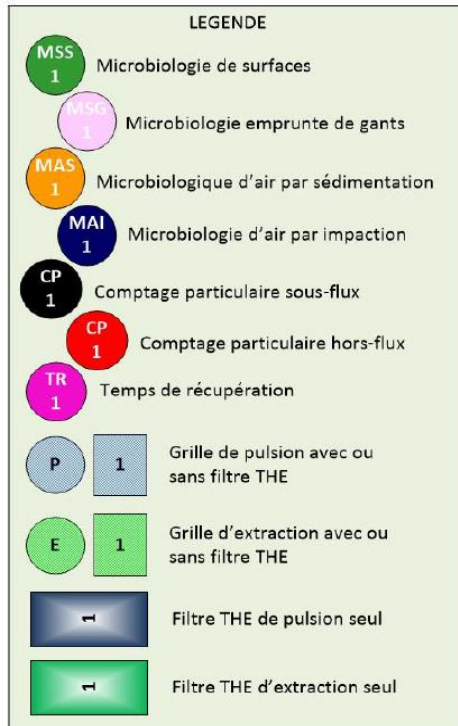 LEGENDE
MSS
1
Microbiologie de surfaces
MSG
1
Microbiologie emprunte de gants
MAS
1
Microbiologique d'air par sédimentation
MAI
1
Microbiologie d'air par impaction
CP
1
Comptage particulaire sous-flux
CP
1
Comptage particulaire hors-flux
TR
1
Temps de récupération
P
1
Grille de pulsion avec ou
sans filtre THE
E
1
Grille d'extraction avec ou
sans filtre THE
1
Filtre THE de pulsion seul
1
Filtre THE d'extraction seul